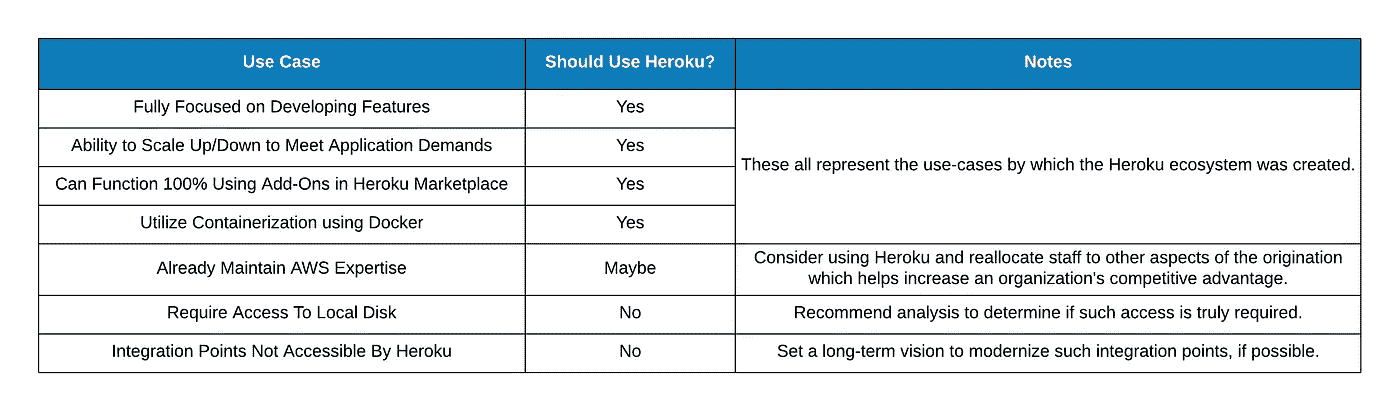 Use Case Should Use Heroku? Notes
Fully Focused on Developing Features Yes
Ability to Scale Up/Down to Meet Application Demands Yes
These all represent the use-cases by which the Heroku ecosystem was created.
Can Function 100% Using Add-Ons in Heroku Marketplace Yes
Utilize Containerization using Docker Yes
Already Maintain AWS Expertise Maybe Consider using Heroku and reallocate staff to other aspects of the origination
which helps increase an organization's competitive advantage.
Require Access To Local Disk No Recommend analysis to determine if such access is truly required.
Integration Points Not Accessible By Heroku No Set a long-term vision to modernize such integration points, if possible.